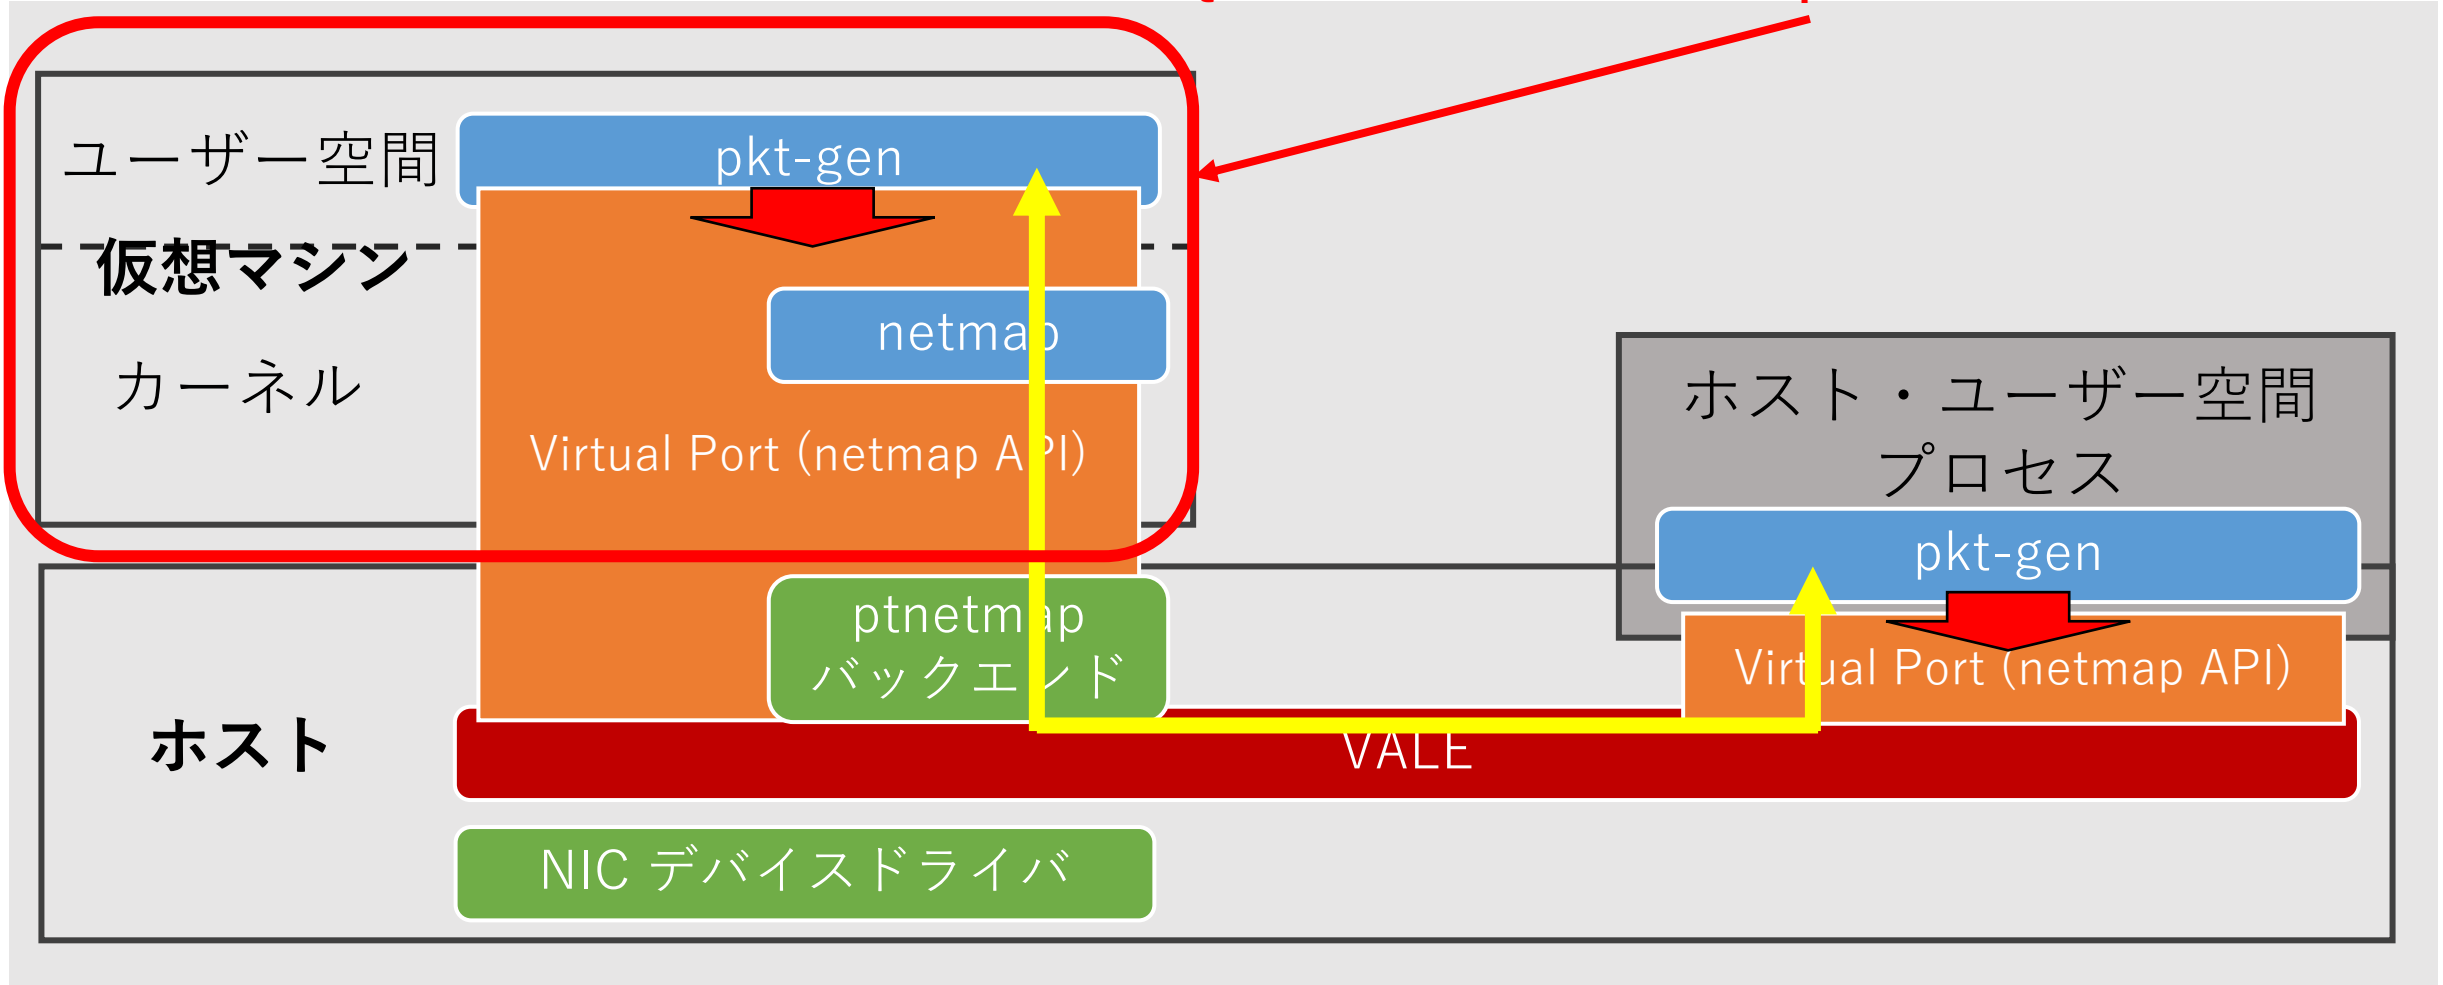 ユーザー空間
pkt-gen
仮想マシン
netmap
カーネル
Virtual Port (netmap API)
ホスト・ユーザー空間
プロセス
pkt-gen
ptnetmap
バックエンド
Virtual Port (netmap API)
ホスト
VALE
NIC デバイスドライバ